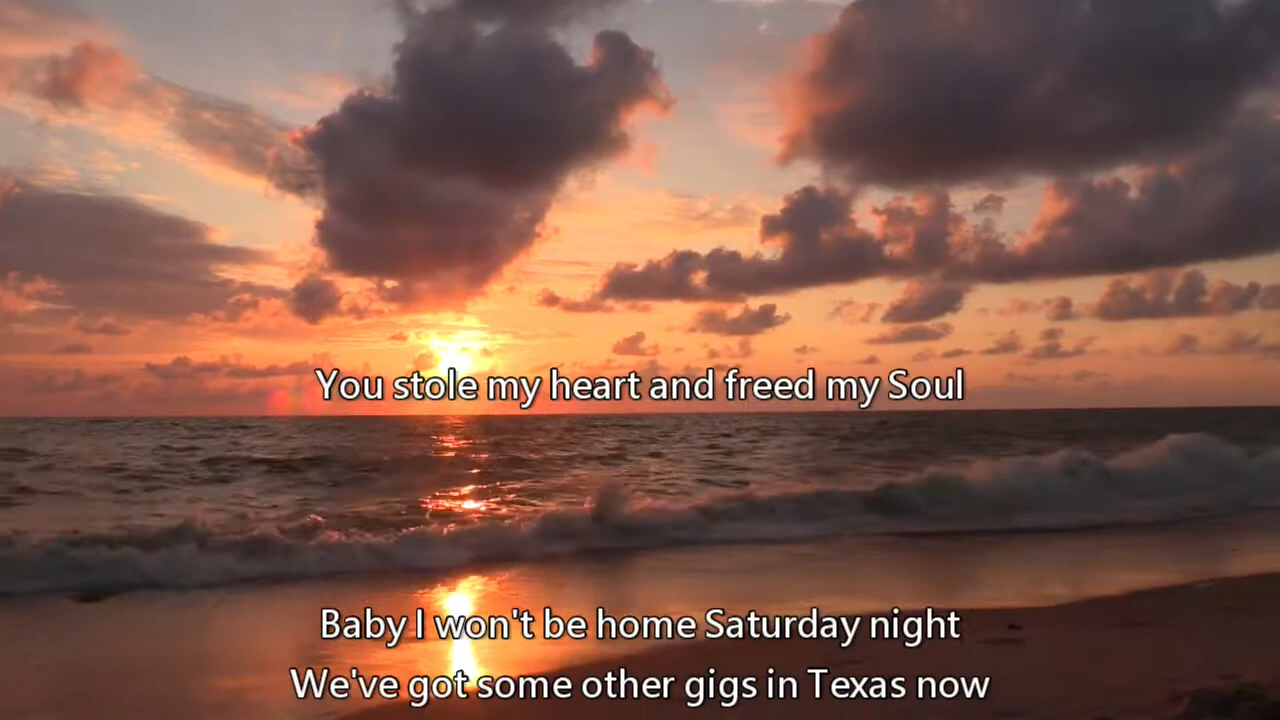 You stole my heart and freed my Soul
Baby I won't be home Saturday night
We've got some other gigs in Texas now